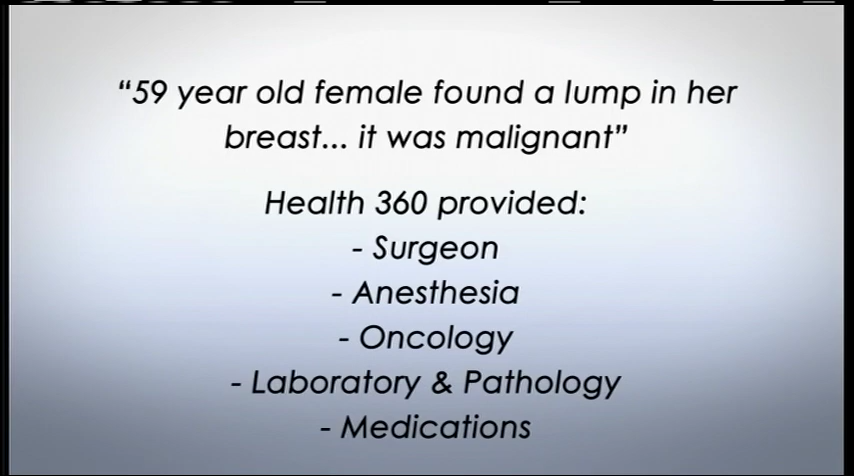 “59 year old female found a lump in her
breast... it was malignant”
Health 360 provided:
- Surgeon
- Anesthesia
- Oncology
- Laboratory & Pathology
- Medications